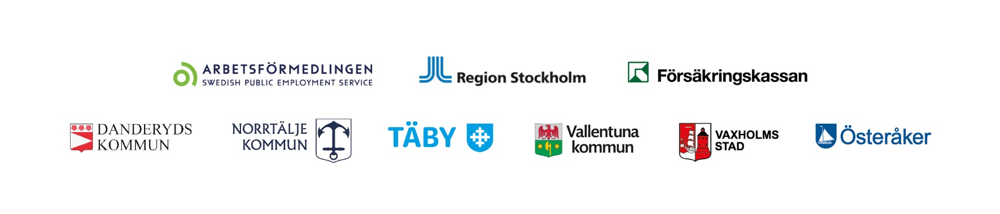 ARBETSFÖRMEDLINGEN
SWEDISH PUBLIC EMPLOYMENT SERVICE
Region Stockholm
Försäkringskassan
DANDERYDS
KOMMUN
NORRTÄLJE
KOMMUN
TÄBY
Vallentuna
kommun
VAXHOLMS
STAD
Österåker